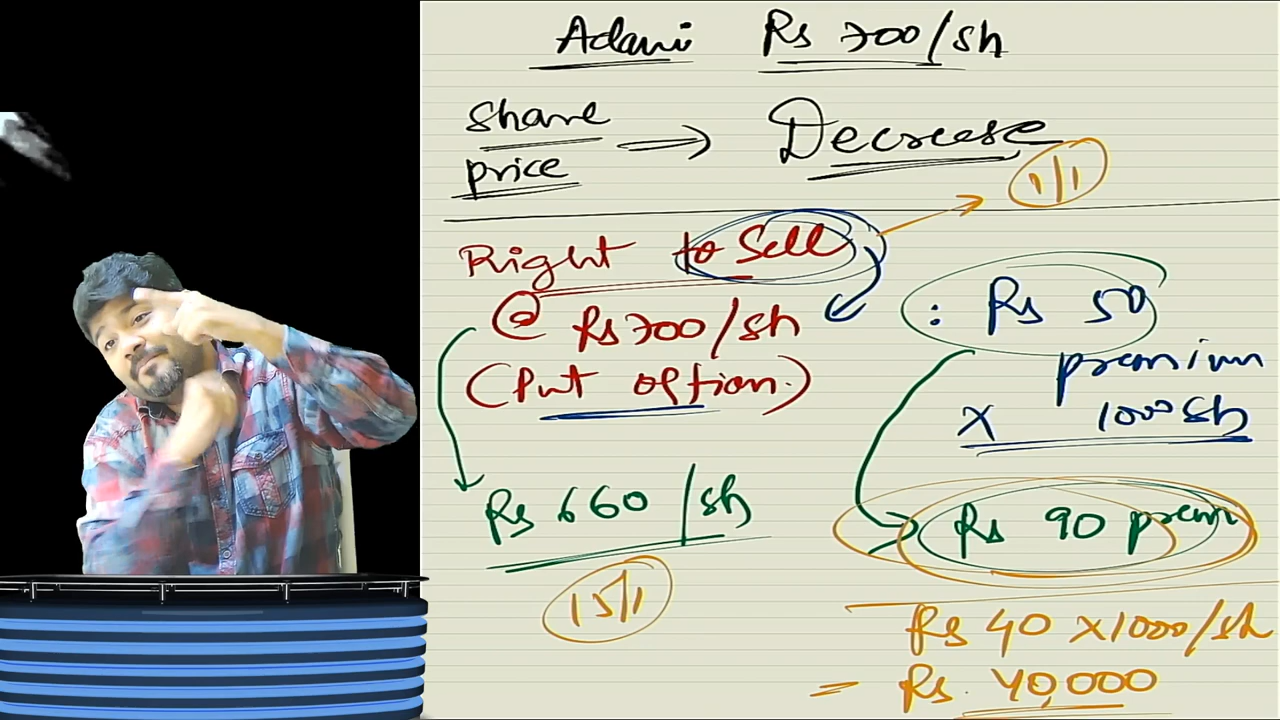 Adani Rs 700/sh
Share price => Decrease
1/1
Right to Sell
@ Rs 700/sh
(Put option.)
: Rs 50
premium
x 1000 sh
Rs 660/sh
15/1
Rs 90 prem
Rs 40 x 1000/sh
= Rs. 40,000